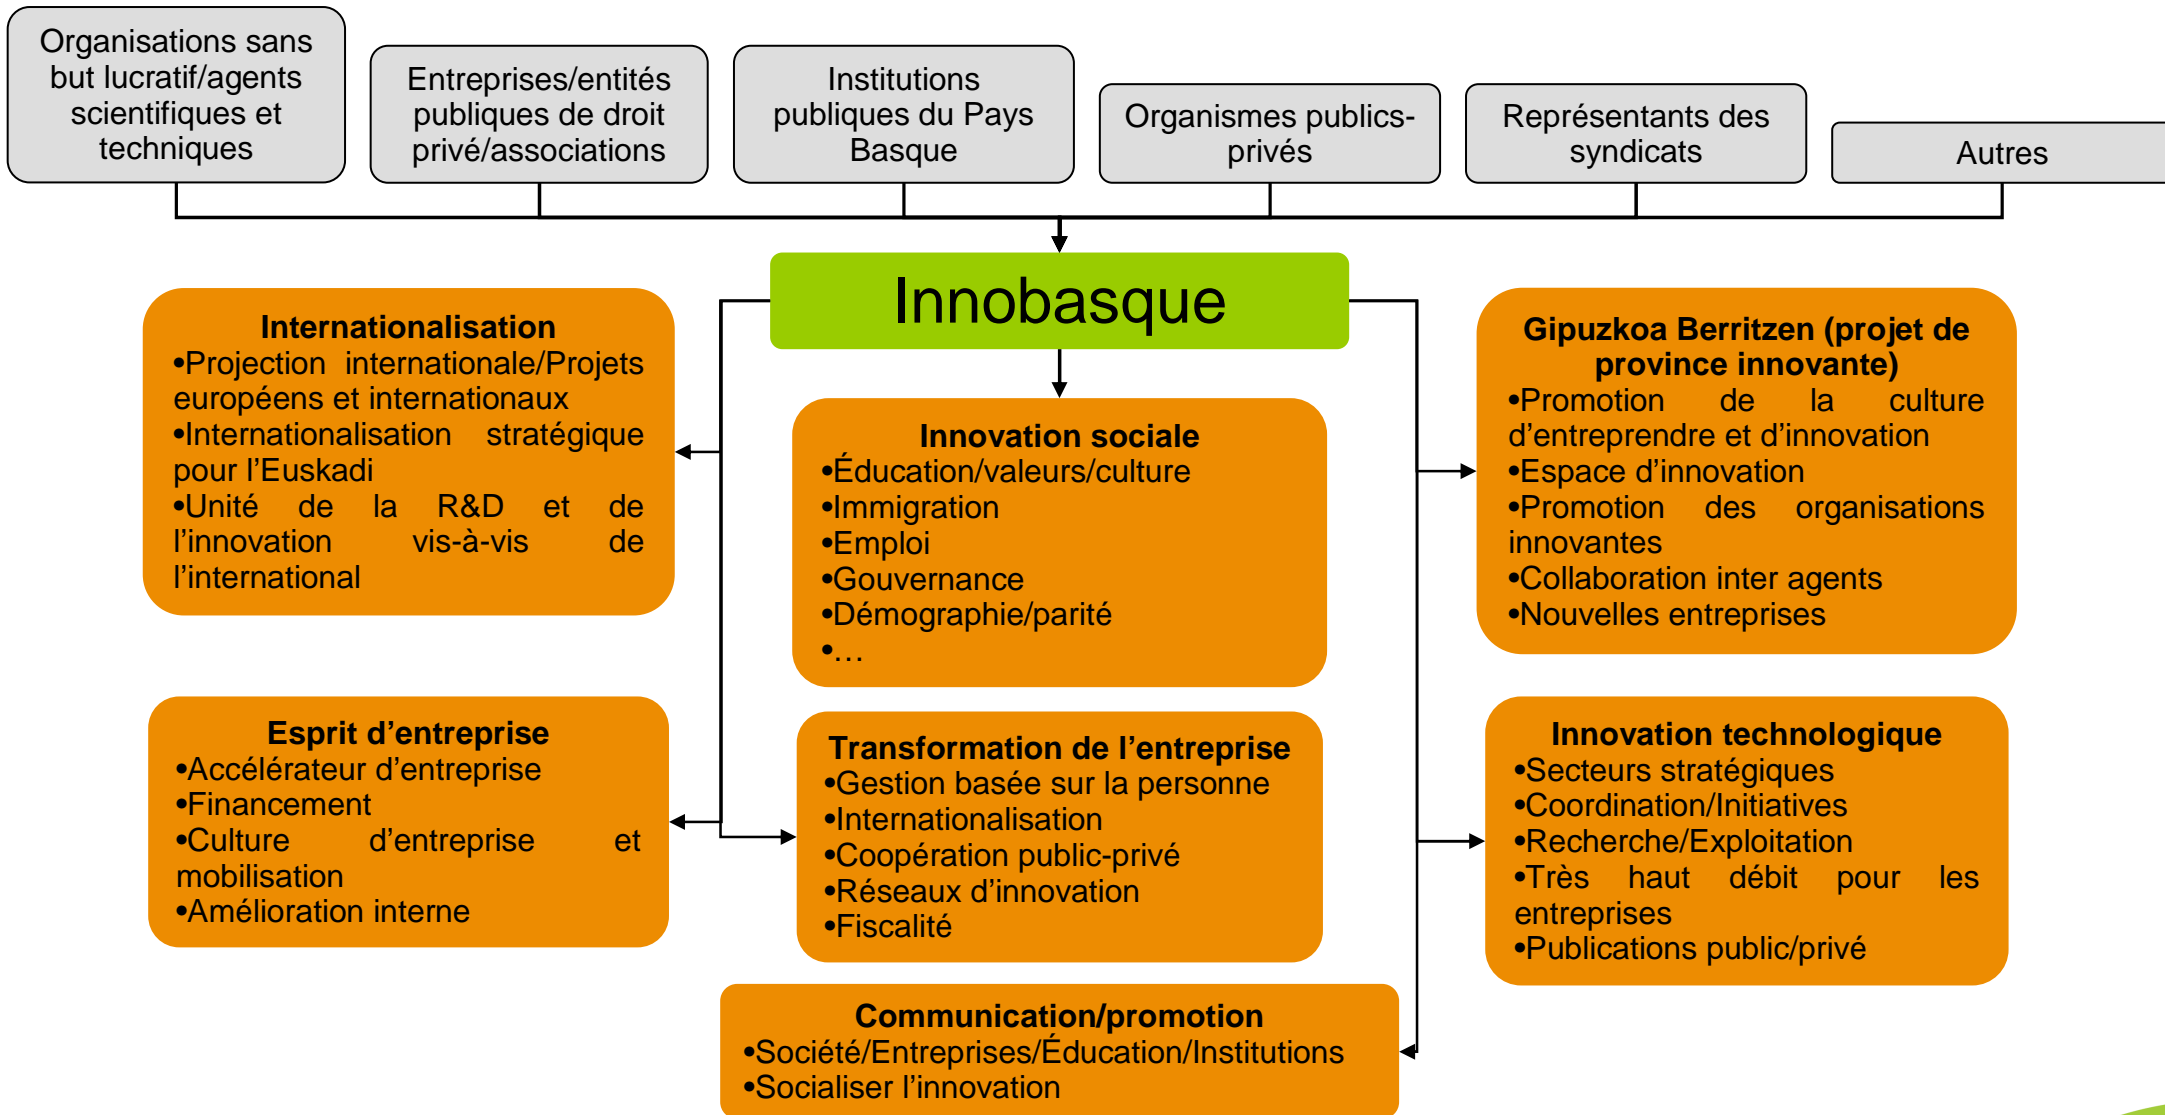 Organisations sans
but lucratif/agents
scientifiques et
techniques
Entreprises/entités
publiques de droit
privé/associations
Institutions
publiques du Pays
Basque
Organismes publics-
privés
Représentants des
syndicats
Autres
Innobasque
Internationalisation
•Projection internationale/Projets
européens et internationaux
•Internationalisation stratégique
pour l'Euskadi
•Unité de la R&D et de
l'innovation vis-à-vis de
l'international
Innovation sociale
•Éducation/valeurs/culture
•Immigration
•Emploi
•Gouvernance
•Démographie/parité
•…
Gipuzkoa Berritzen (projet de
province innovante)
•Promotion de la culture
d'entreprendre et d'innovation
•Espace d'innovation
•Promotion des organisations
innovantes
•Collaboration inter agents
•Nouvelles entreprises
Esprit d'entreprise
•Accélérateur d'entreprise
•Financement
•Culture d'entreprise et
mobilisation
•Amélioration interne
Transformation de l'entreprise
•Gestion basée sur la personne
•Internationalisation
•Coopération public-privé
•Réseaux d'innovation
•Fiscalité
Innovation technologique
•Secteurs stratégiques
•Coordination/Initiatives
•Recherche/Exploitation
•Très haut débit pour les
entreprises
•Publications public/privé
Communication/promotion
•Société/Entreprises/Éducation/Institutions
•Socialiser l'innovation